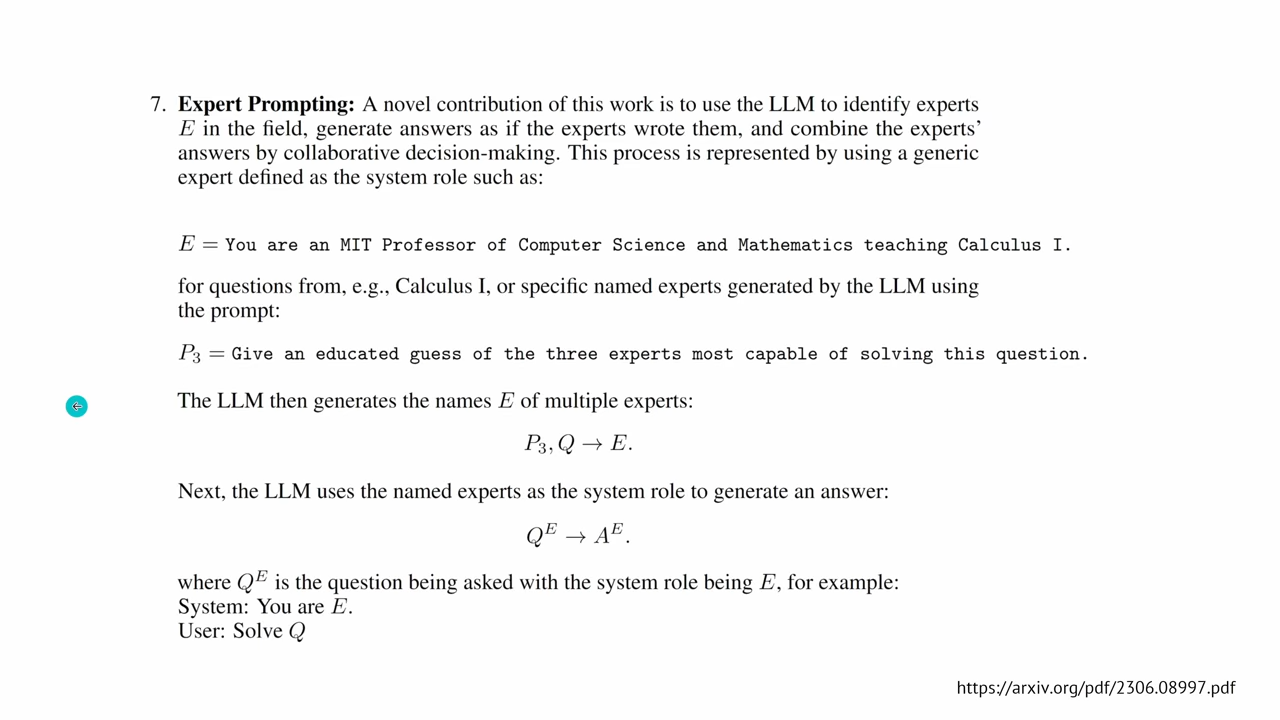 7. Expert Prompting: A novel contribution of this work is to use the LLM to identify experts
E in the field, generate answers as if the experts wrote them, and combine the experts’
answers by collaborative decision-making. This process is represented by using a generic
expert defined as the system role such as:
E = You are an MIT Professor of Computer Science and Mathematics teaching Calculus I.
for questions from, e.g., Calculus I, or specific named experts generated by the LLM using
the prompt:
P₃ = Give an educated guess of the three experts most capable of solving this question.
The LLM then generates the names E of multiple experts:
P₃, Q → E.
Next, the LLM uses the named experts as the system role to generate an answer:
Qᴱ → Aᴱ.
where Qᴱ is the question being asked with the system role being E, for example:
System: You are E.
User: Solve Q
https://arxiv.org/pdf/2306.08997.pdf